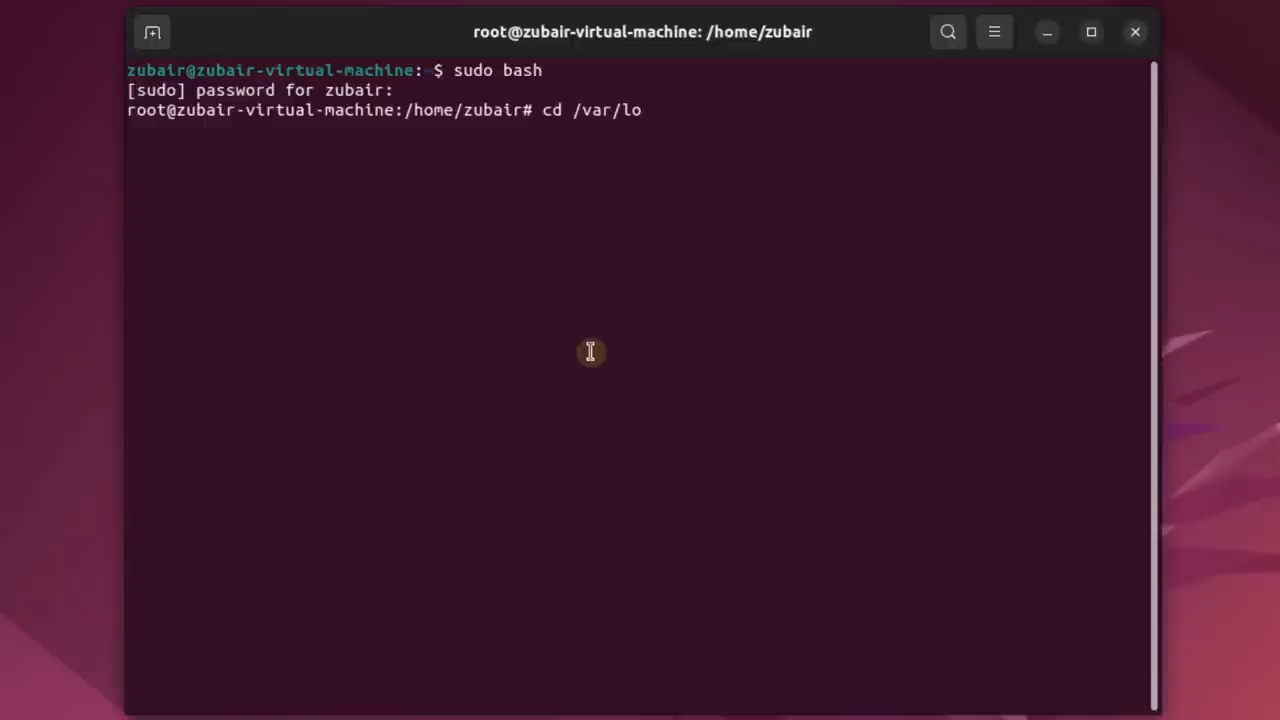 root@zubair-virtual-machine: /home/zubair
zubair@zubair-virtual-machine:~$ sudo bash
[sudo] password for zubair:
root@zubair-virtual-machine:/home/zubair# cd /var/lo